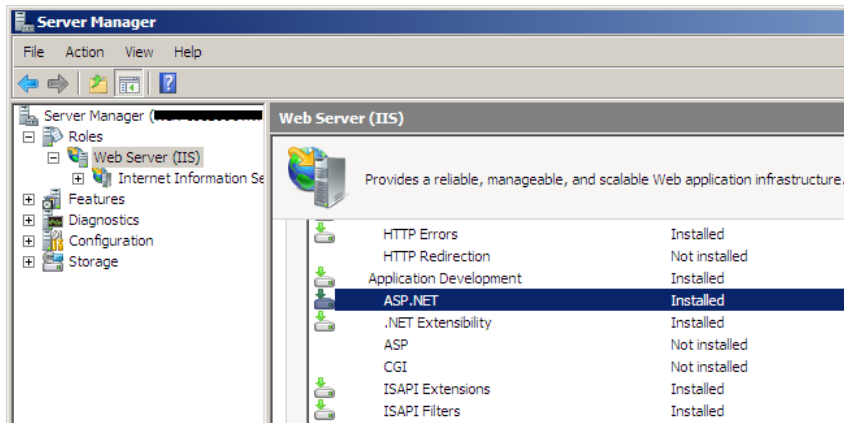 Server Manager
File Action View Help
Server Manager (
Roles
Web Server (IIS)
Internet Information Se
Features
Diagnostics
Configuration
Storage
Web Server (IIS)
Provides a reliable, manageable, and scalable Web application infrastructure.
HTTP Errors Installed
HTTP Redirection Not installed
Application Development Installed
ASP.NET Installed
.NET Extensibility Installed
ASP Not installed
CGI Not installed
ISAPI Extensions Installed
ISAPI Filters Installed